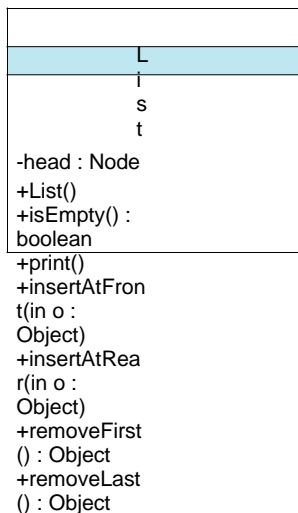 L
i
s
t
-head : Node
+List()
+isEmpty() :
boolean
+print()
+insertAtFron
t(in o :
Object)
+insertAtRea
r(in o :
Object)
+removeFirst
() : Object
+removeLast
() : Object